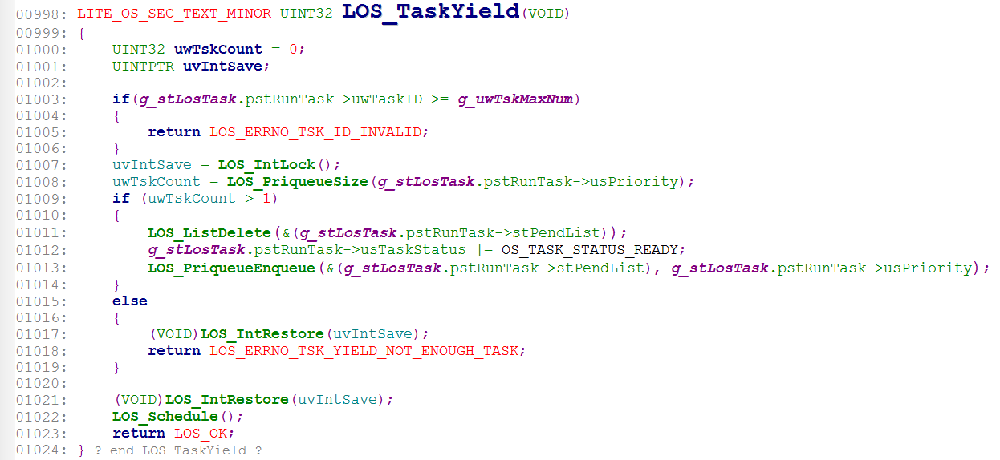 00998: LITE_OS_SEC_TEXT_MINOR UINT32 LOS_TaskYield(VOID)
00999: {
01000:     UINT32 uwTskCount = 0;
01001:     UINTPTR uvIntSave;
01002:
01003:     if(g_stLosTask.pstRunTask->uwTaskID >= g_uwTskMaxNum)
01004:     {
01005:         return LOS_ERRNO_TSK_ID_INVALID;
01006:     }
01007:     uvIntSave = LOS_IntLock();
01008:     uwTskCount = LOS_PriqueueSize(g_stLosTask.pstRunTask->usPriority);
01009:     if (uwTskCount > 1)
01010:     {
01011:         LOS_ListDelete(&(g_stLosTask.pstRunTask->stPendList));
01012:         g_stLosTask.pstRunTask->usTaskStatus |= OS_TASK_STATUS_READY;
01013:         LOS_PriqueueEnqueue(&(g_stLosTask.pstRunTask->stPendList), g_stLosTask.pstRunTask->usPriority);
01014:     }
01015:     else
01016:     {
01017:         (VOID)LOS_IntRestore(uvIntSave);
01018:         return LOS_ERRNO_TSK_YIELD_NOT_ENOUGH_TASK;
01019:     }
01020:
01021:     (VOID)LOS_IntRestore(uvIntSave);
01022:     LOS_Schedule();
01023:     return LOS_OK;
01024: } ? end LOS_TaskYield ?